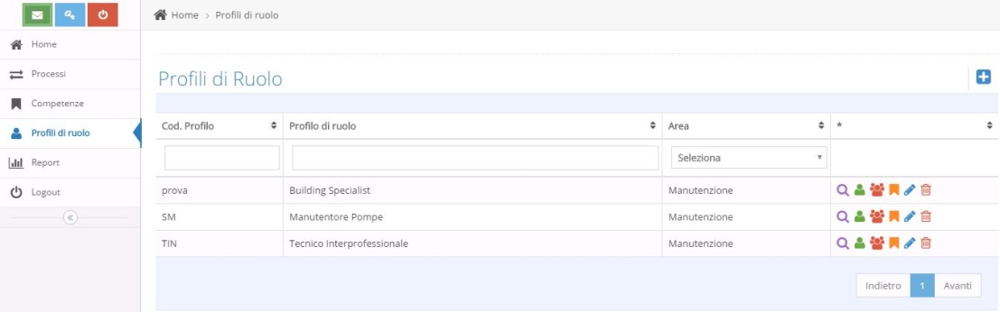 Home > Profili di ruolo
Home
Processi
Competenze
Profili di ruolo
Report
Logout
Profili di Ruolo
Cod. Profilo Profilo di ruolo Area *
Seleziona
prova Building Specialist Manutenzione
SM Manutentore Pompe Manutenzione
TIN Tecnico Interprofessionale Manutenzione
Indietro 1 Avanti